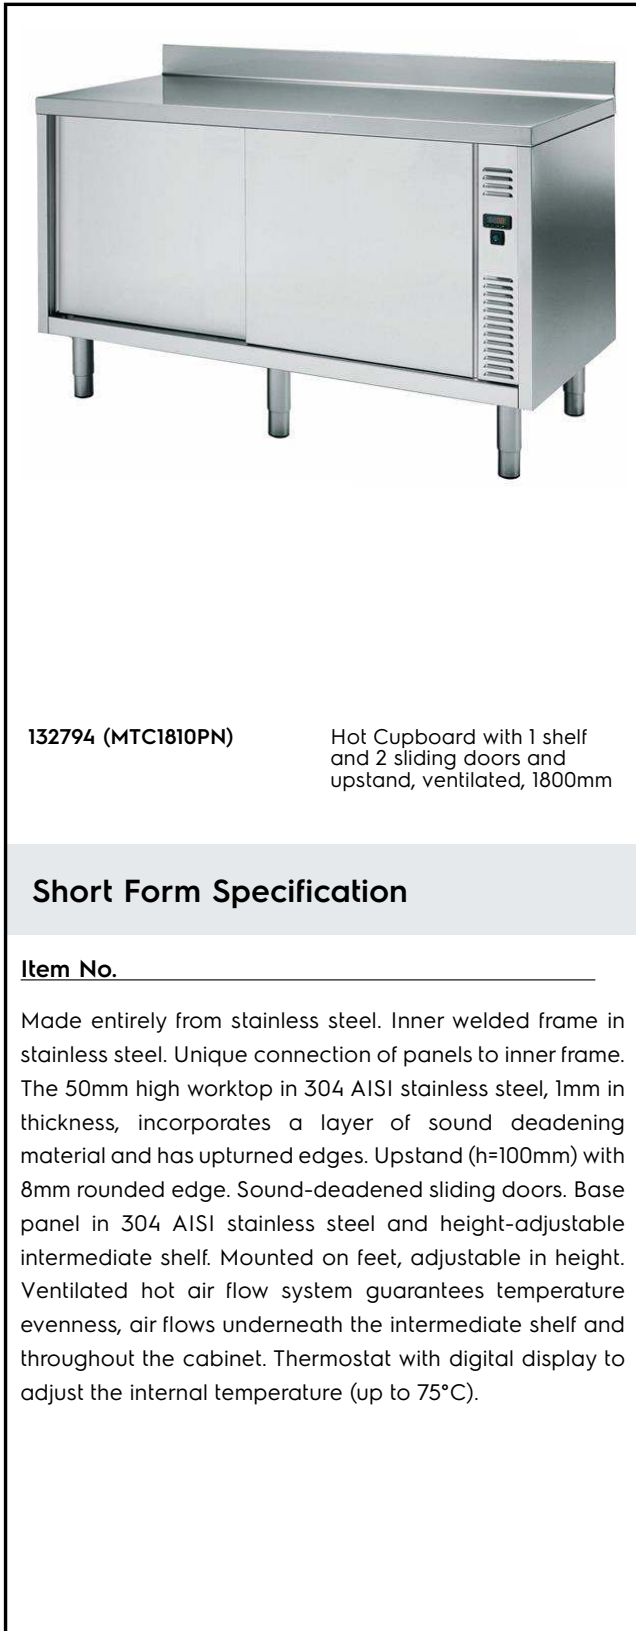 132794 (MTC1810PN)
Hot Cupboard with 1 shelf
and 2 sliding doors and
upstand, ventilated, 1800mm
Short Form Specification
Item No.
Made entirely from stainless steel. Inner welded frame in
stainless steel. Unique connection of panels to inner frame.
The 50mm high worktop in 304 AISI stainless steel, 1mm in
thickness, incorporates a layer of sound deadening
material and has upturned edges. Upstand (h=100mm) with
8mm rounded edge. Sound-deadened sliding doors. Base
panel in 304 AISI stainless steel and height-adjustable
intermediate shelf. Mounted on feet, adjustable in height.
Ventilated hot air flow system guarantees temperature
evenness, air flows underneath the intermediate shelf and
throughout the cabinet. Thermostat with digital display to
adjust the internal temperature (up to 75°C).